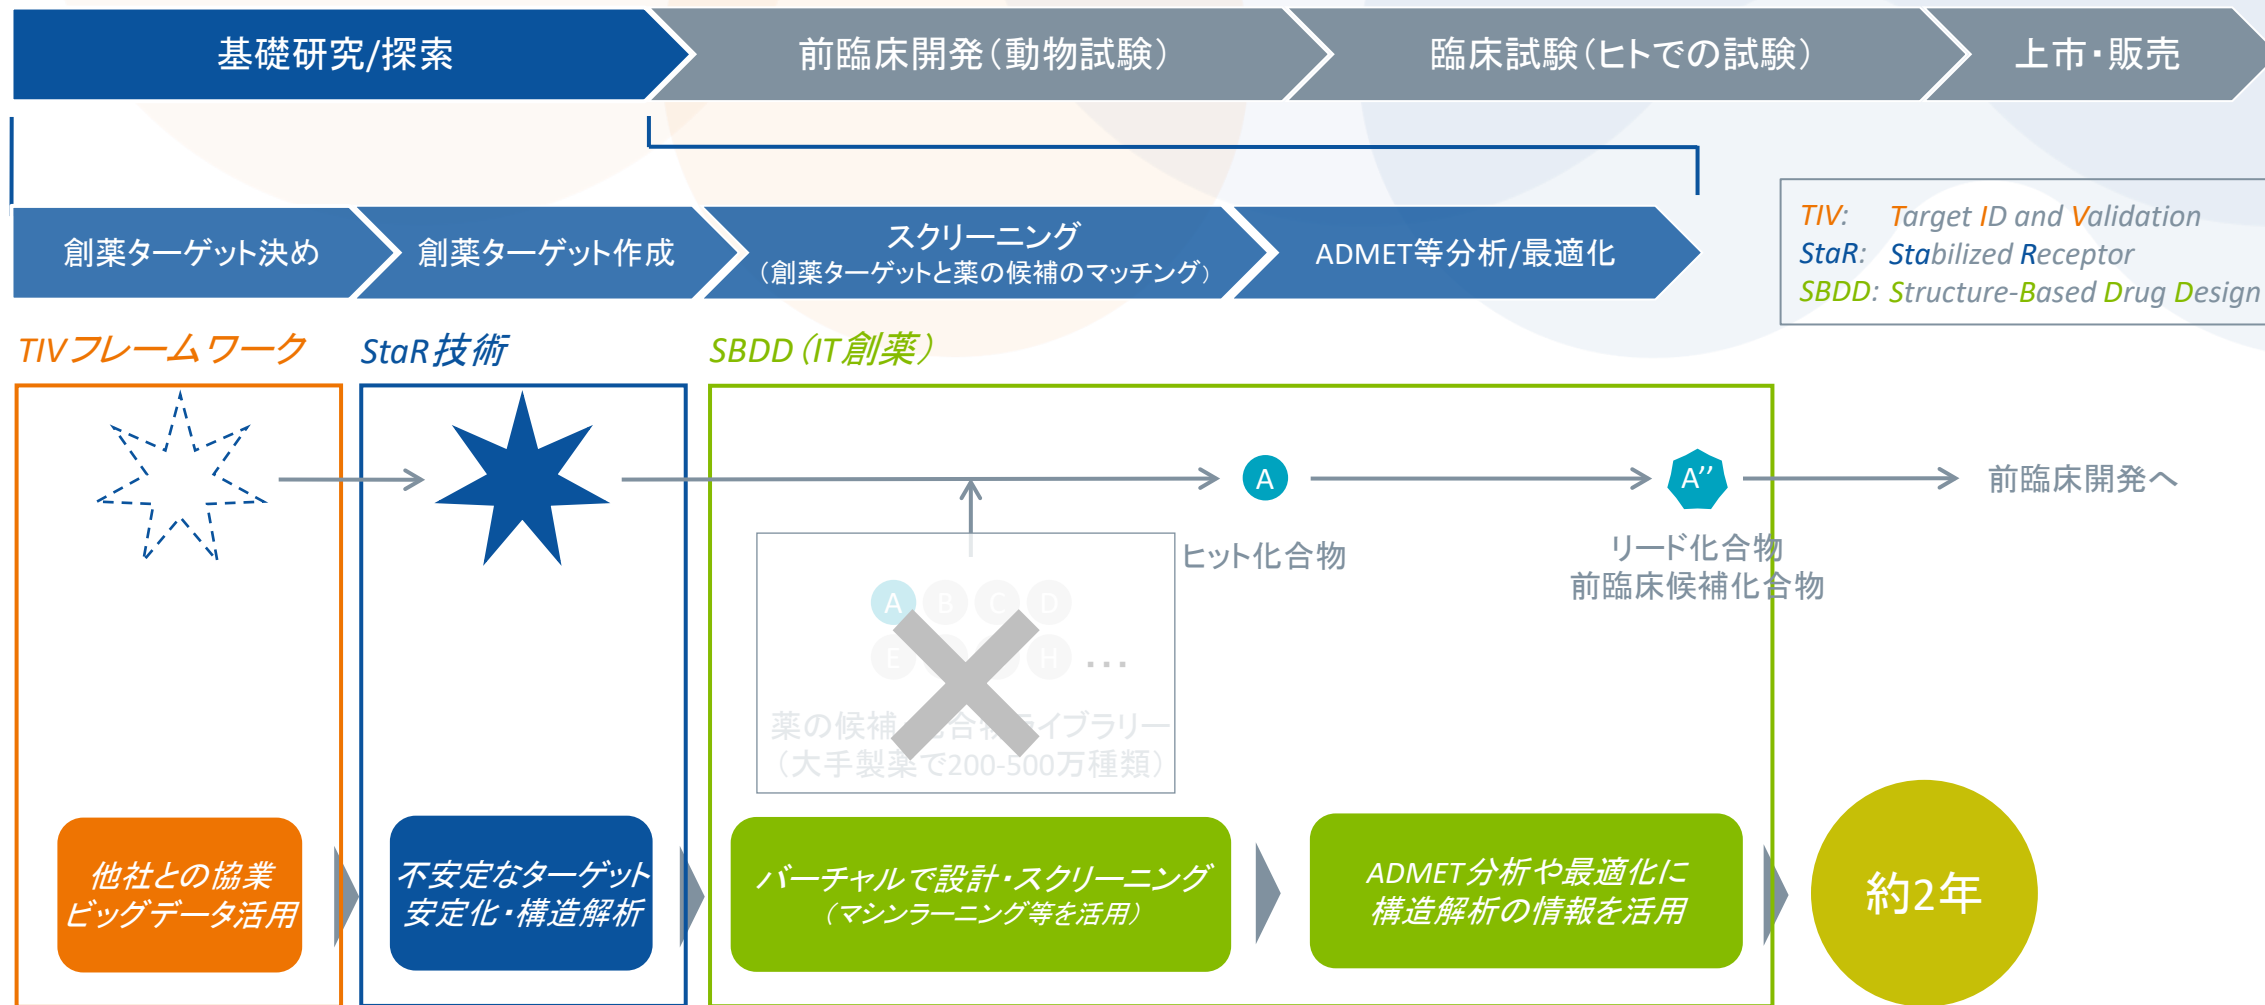 基礎研究/探索
前臨床開発（動物試験）
臨床試験（ヒトでの試験）
上市・販売
創薬ターゲット決め
創薬ターゲット作成
スクリーニング
（創薬ターゲットと薬の候補のマッチング）
ADMET等分析/最適化
TIV: Target ID and Validation
StaR: Stabilized Receptor
SBDD: Structure-Based Drug Design
TIVフレームワーク
StaR技術
SBDD（IT創薬）
A
A''
前臨床開発へ
ヒット化合物
リード化合物
前臨床候補化合物
A B C D
E H ...
薬の候補 合 イブラリー
（大手製薬で200-500万種類）
他社との協業
ビッグデータ活用
不安定なターゲット
安定化・構造解析
バーチャルで設計・スクリーニング
（マシンラーニング等を活用）
ADMET分析や最適化に
構造解析の情報を活用
約2年